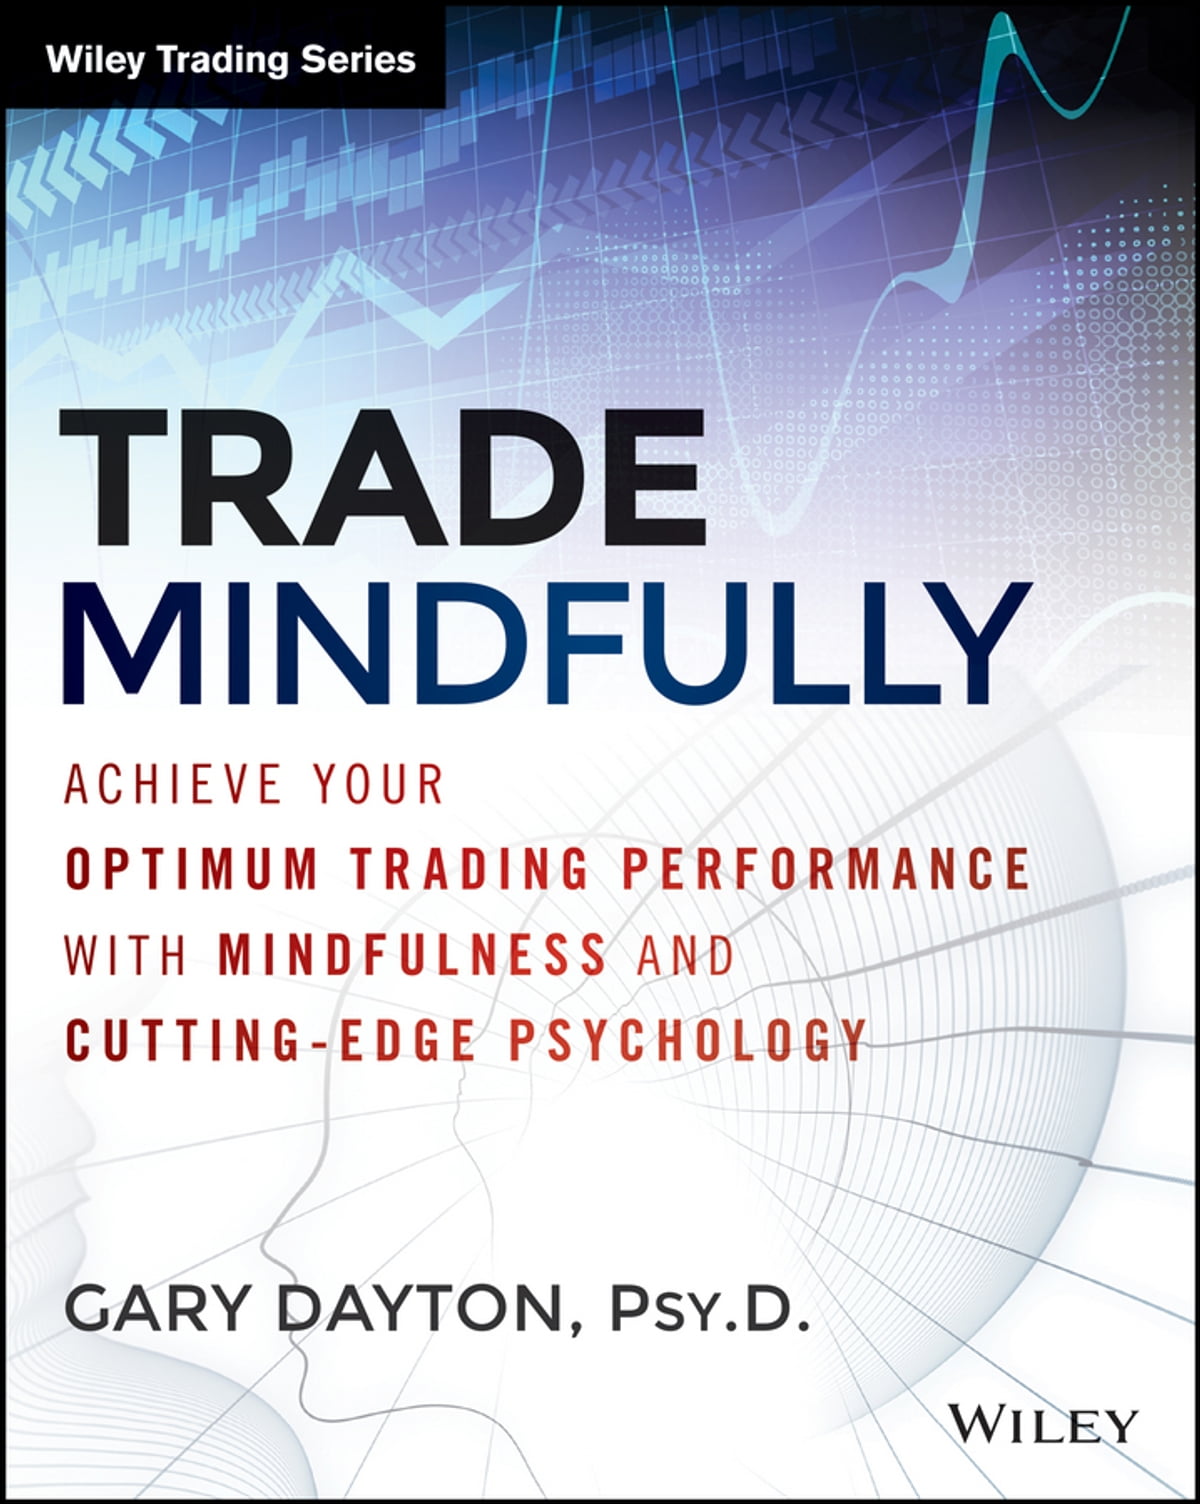 Wiley Trading Series
TRADE
MINDFULLY
ACHIEVE YOUR
OPTIMUM TRADING PERFORMANCE
WITH MINDFULNESS AND
CUTTING-EDGE PSYCHOLOGY
GARY DAYTON, PSY.D.
WILEY